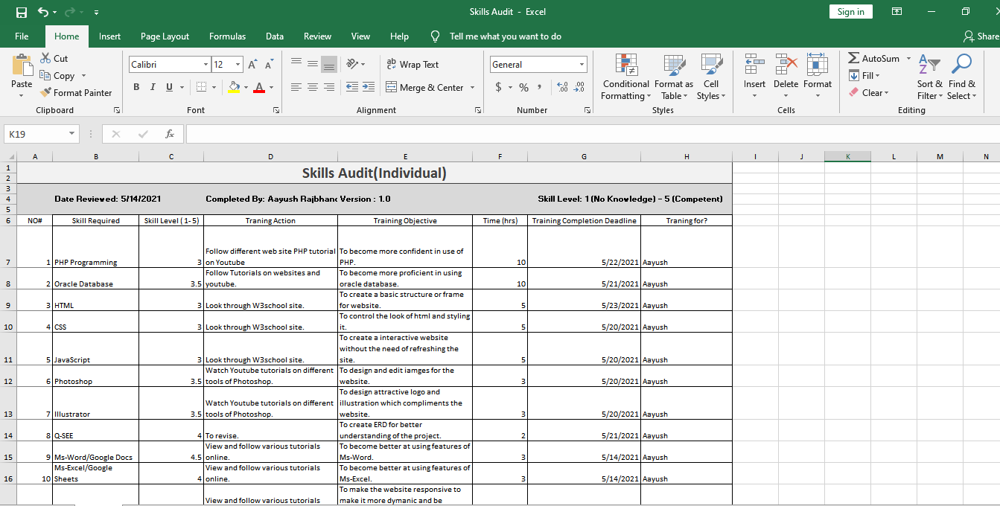 Skills Audit - Excel
Sign in
File Home Insert Page Layout Formulas Data Review View Help Tell me what you want to do Share
Paste Cut Copy Format Painter Clipboard
Calibri 12 A A B I U A Font
ab c Wrap Text Merge & Center Alignment
General $ % , .0 .00 .00 .0 Number
Conditional Formatting Format as Table Cell Styles Styles
Insert Delete Format Cells
AutoSum Fill Clear A Z Sort & Filter Find & Select Editing
K19 fx
A B C D E F G H I J K L M N
1
2
Skills Audit(Individual)
3
4 Date Reviewed: 5/14/2021 Completed By: Aayush Rajbhanc Version : 1.0 Skill Level: 1 (No Knowledge) - 5 (Competent)
5
6 NO# Skill Required Skill Level ( 1- 5) Traning Action Training Objective Time (hrs) Training Completion Deadline Traning for?
Follow different web site PHP tutorial To become more confident in use of
7 1 PHP Programming 3 on Youtube PHP. 10 5/22/2021 Aayush
Follow Tutorials on websites and To become more proficient in using
8 2 Oracle Database 3.5 youtube. oracle database. 10 5/21/2021 Aayush
To create a basic structure or frame
9 3 HTML 3 Look through W3school site. for website. 5 5/23/2021 Aayush
To control the look of html and styling
10 4 CSS 3 Look through W3school site. it. 5 5/20/2021 Aayush
To create a interactive website
without the need of refreshing the
11 5 JavaScript 3 Look through W3school site. site. 5 5/20/2021 Aayush
Watch Youtube tutorials on different To design and edit iamges for the
12 6 Photoshop 3.5 tools of Photoshop. website. 3 5/20/2021 Aayush
To design attractive logo and
Watch Youtube tutorials on different illustration which compliments the
13 7 Illustrator 3.5 tools of Photoshop. website. 3 5/20/2021 Aayush
To create ERD for better
14 8 Q-SEE 4 To revise. understanding of the project. 2 5/21/2021 Aayush
View and follow various tutorials To become better at using features of
15 9 Ms-Word/Google Docs 4.5 online. Ms-Word. 3 5/14/2021 Aayush
Ms-Excel/Google View and follow various tutorials To become better at using features of
16 10 Sheets 4 online. Ms-Excel. 3 5/14/2021 Aayush
To make the website responsive to
View and follow various tutorials make it more dymanic and be